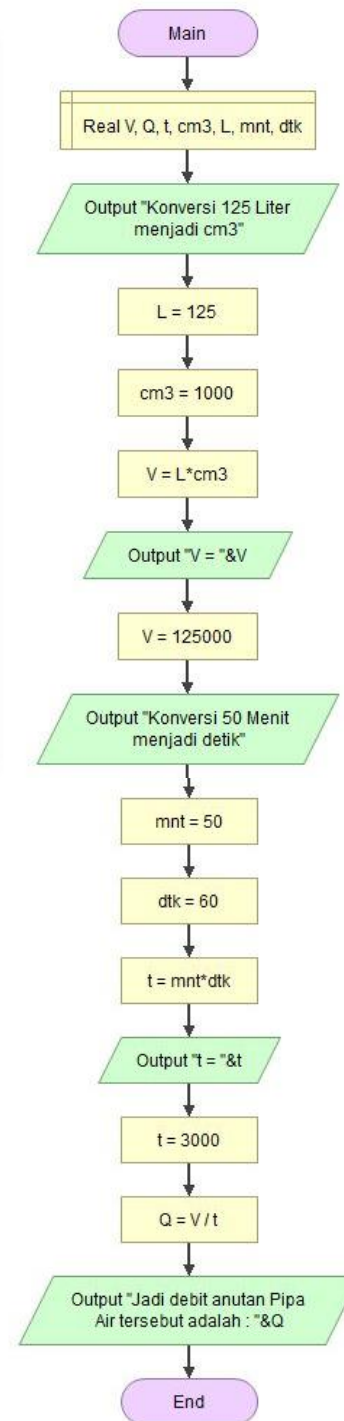 Main
Real V, Q, t, cm3, L, mnt, dtk
Output "Konversi 125 Liter
menjadi cm3"
L = 125
cm3 = 1000
V = L*cm3
Output "V = "&V
V = 125000
Output "Konversi 50 Menit
menjadi detik"
mnt = 50
dtk = 60
t = mnt*dtk
Output "t = "&t
t = 3000
Q = V / t
Output "Jadi debit anutan Pipa
Air tersebut adalah : "&Q
End